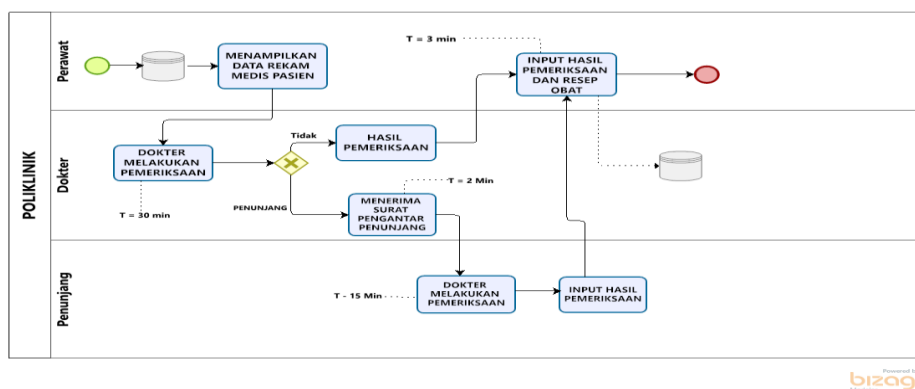 POLIKLINIK
Perawat
MENAMPILKAN
DATA REKAM
MEDIS PASIEN
T = 3 min
INPUT HASIL
PEMERIKSAAN
DAN RESEP
OBAT
Dokter
DOKTER
MELAKUKAN
PEMERIKSAAN
T = 30 min
Tidak
HASIL
PEMERIKSAAN
PENUNJANG
T = 2 Min
MENERIMA
SURAT
PENGANTAR
PENUNJANG
Penunjang
T - 15 Min
DOKTER
MELAKUKAN
PEMERIKSAAN
INPUT HASIL
PEMERIKSAAN
Powered
bizag